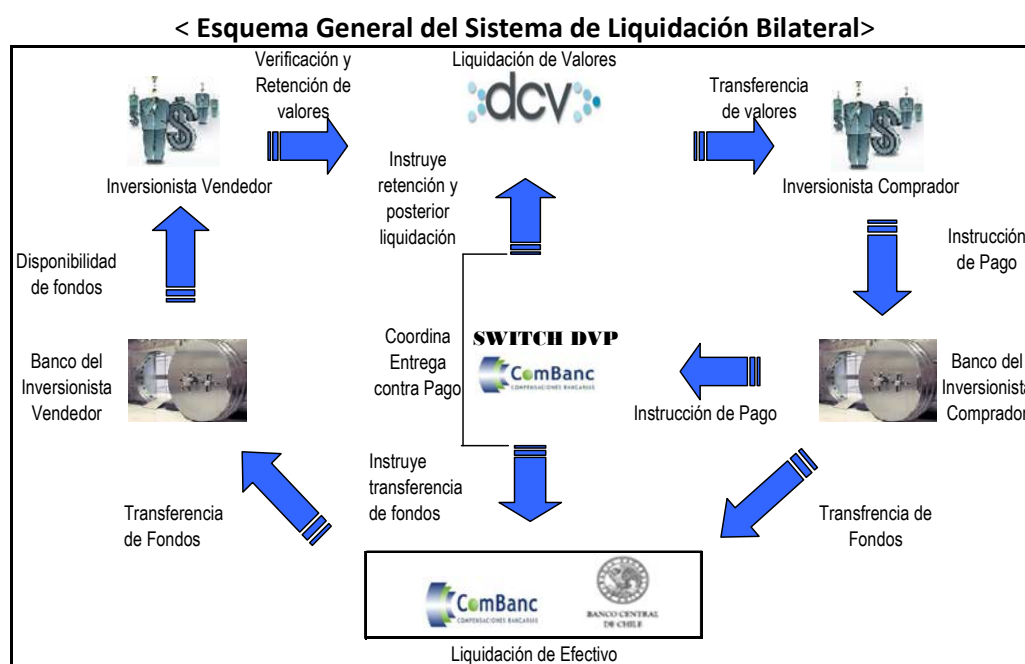 < Esquema General del Sistema de Liquidación Bilateral>
Verificación y
Retención de
valores
Liquidación de Valores
dcv
Transferencia
de valores
Inversionista Vendedor
Instruye
retención y
posterior
liquidación
Inversionista Comprador
Disponibilidad
de fondos
Instrucción
de Pago
Banco del
Inversionista
Vendedor
Coordina
Entrega
contra Pago
SWITCH DVP
ComBanc
COMPENSACIONES BANCARIAS
Instrucción de Pago
Banco del
Inversionista
Comprador
Transferencia
de Fondos
Instruye
transferencia
de fondos
Transfrencia de
Fondos
ComBanc
COMPENSACIONES BANCARIAS
BANCO CENTRAL
DE CHILE
Liquidación de Efectivo